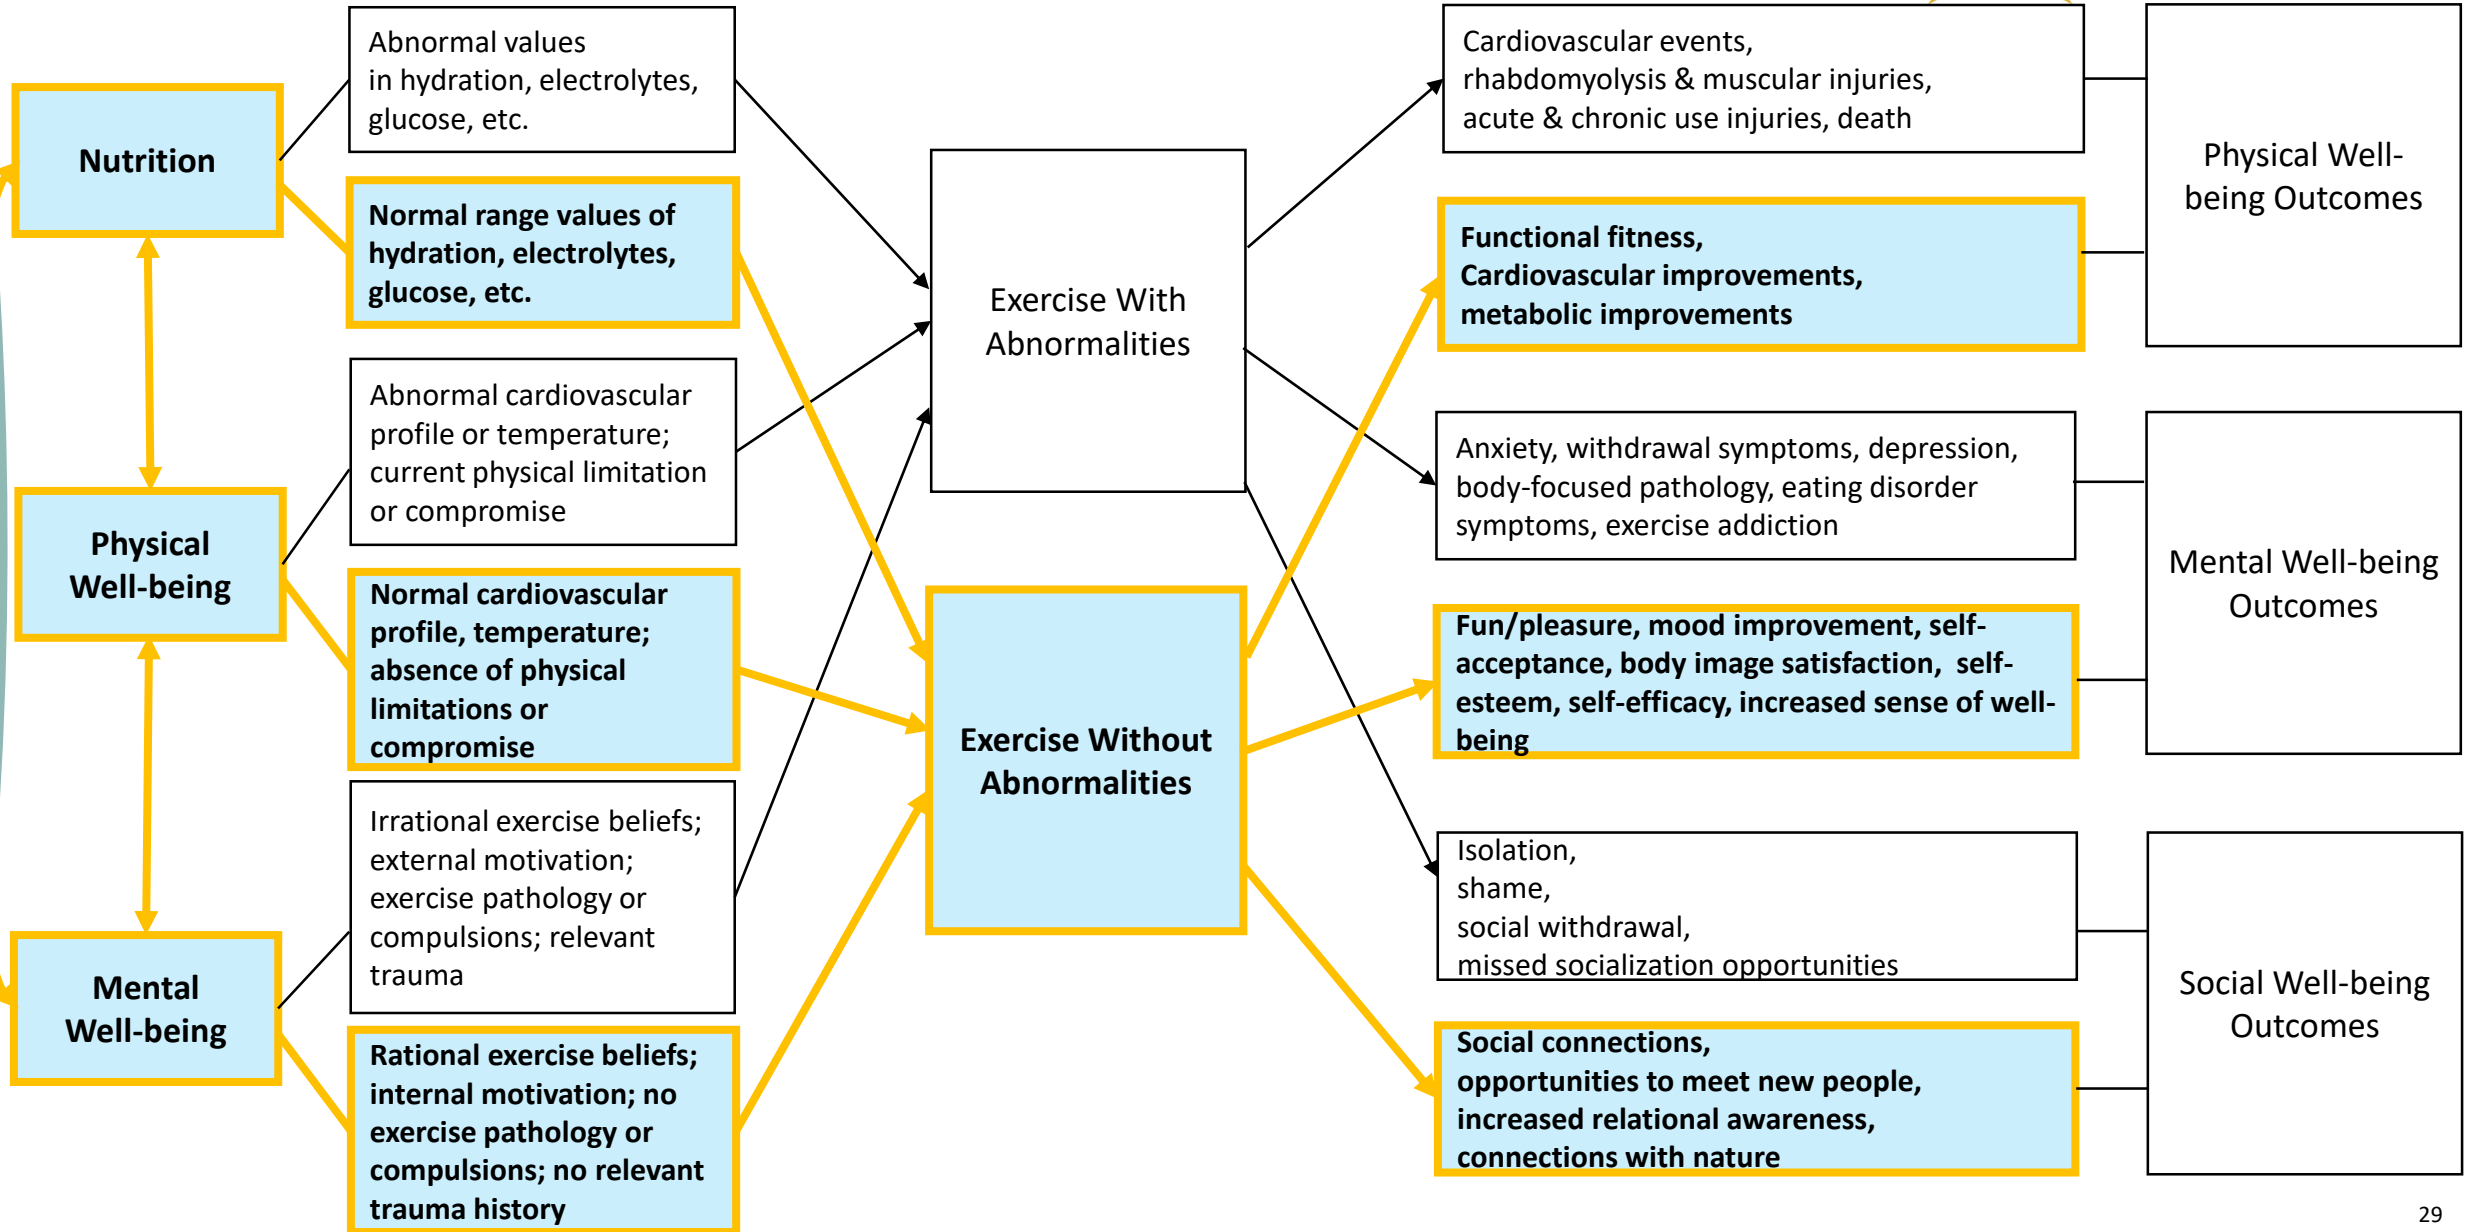 Nutrition
Physical
Well-being
Mental
Well-being
Abnormal values
in hydration, electrolytes,
glucose, etc.
Normal range values of
hydration, electrolytes,
glucose, etc.
Abnormal cardiovascular
profile or temperature;
current physical limitation
or compromise
Normal cardiovascular
profile, temperature;
absence of physical
limitations or
compromise
Irrational exercise beliefs;
external motivation;
exercise pathology or
compulsions; relevant
trauma
Rational exercise beliefs;
internal motivation; no
exercise pathology or
compulsions; no relevant
trauma history
Exercise With
Abnormalities
Exercise Without
Abnormalities
Cardiovascular events,
rhabdomyolysis & muscular injuries,
acute & chronic use injuries, death
Functional fitness,
Cardiovascular improvements,
metabolic improvements
Anxiety, withdrawal symptoms, depression,
body-focused pathology, eating disorder
symptoms, exercise addiction
Fun/pleasure, mood improvement, self-
acceptance, body image satisfaction, self-
esteem, self-efficacy, increased sense of well-
being
Isolation,
shame,
social withdrawal,
missed socialization opportunities
Social connections,
opportunities to meet new people,
increased relational awareness,
connections with nature
Physical Well-
being Outcomes
Mental Well-being
Outcomes
Social Well-being
Outcomes
29